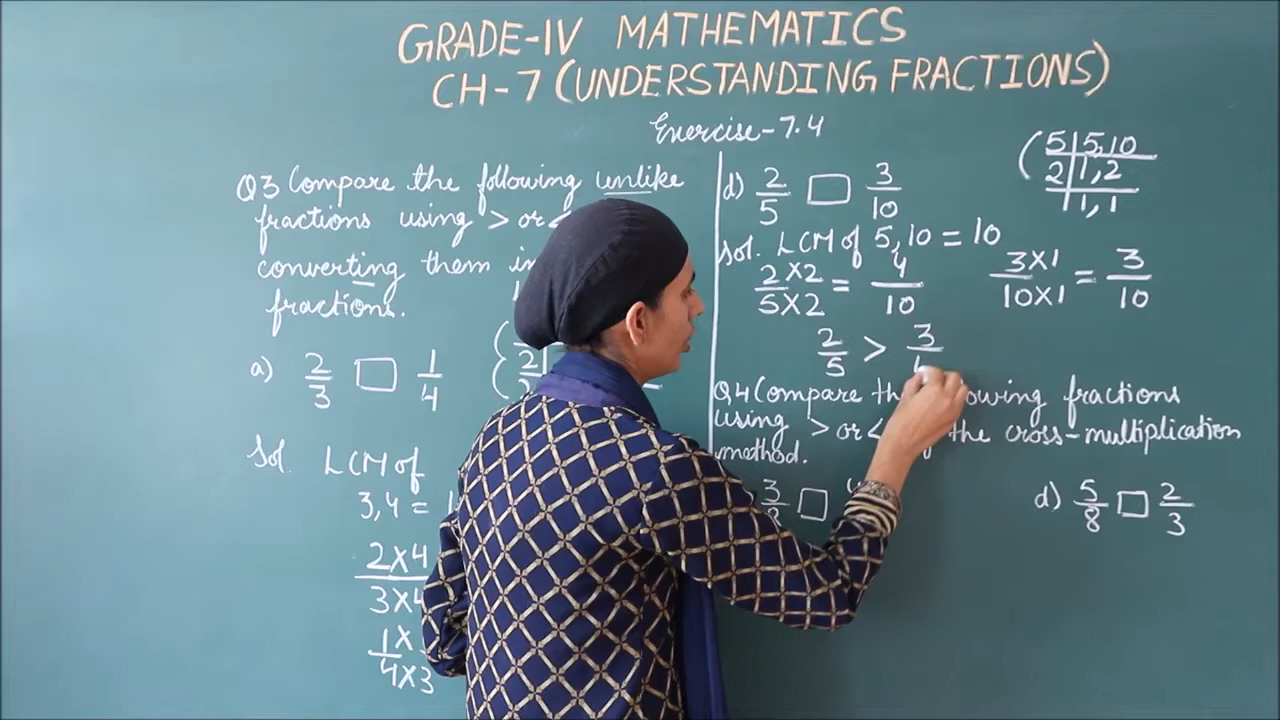 GRADE-IV MATHEMATICS
CH-7 (UNDERSTANDING FRACTIONS)
Exercise-7.4
Q3 Compare the following unlike
fractions using > or <
converting them
fractions.
a) 2/3 □ 1/4
Sol. LCM of
3,4 =
2X4
3X4
1X
4X3
d) 2/5 □ 3/10
5 | 5,10
2 | 1,2
1,1
Sol. LCM of 5,10 = 10
2X2/5X2 = 4/10 3X1/10X1 = 3/10
2/5 > 3/
Q4 Compare the following fractions
using > or < the cross-multiplication
method.
3/8 □
d) 5/8 □ 2/3